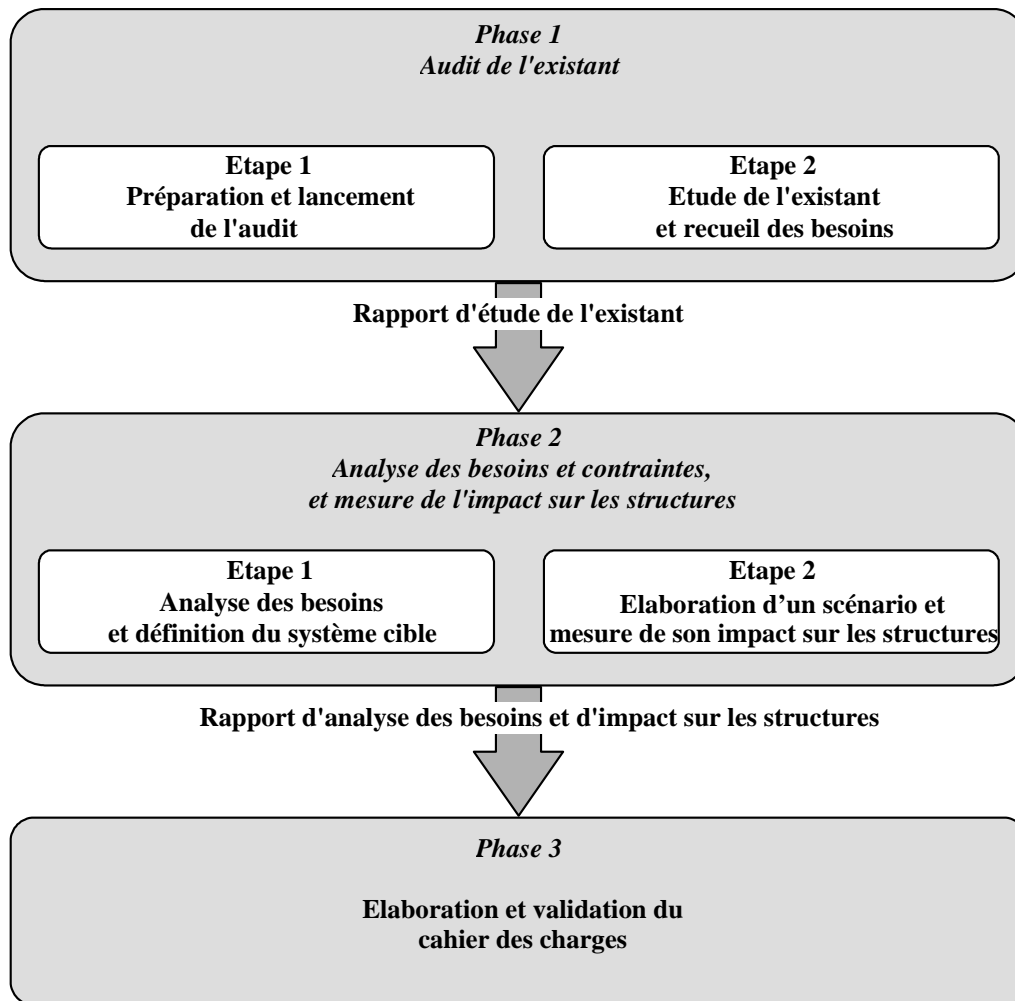 Phase 1
Audit de l'existant
Etape 1
Préparation et lancement
de l'audit
Etape 2
Etude de l'existant
et recueil des besoins
Rapport d'étude de l'existant
Phase 2
Analyse des besoins et contraintes,
et mesure de l'impact sur les structures
Etape 1
Analyse des besoins
et définition du système cible
Etape 2
Elaboration d’un scénario et
mesure de son impact sur les structures
Rapport d'analyse des besoins et d'impact sur les structures
Phase 3
Elaboration et validation du
cahier des charges